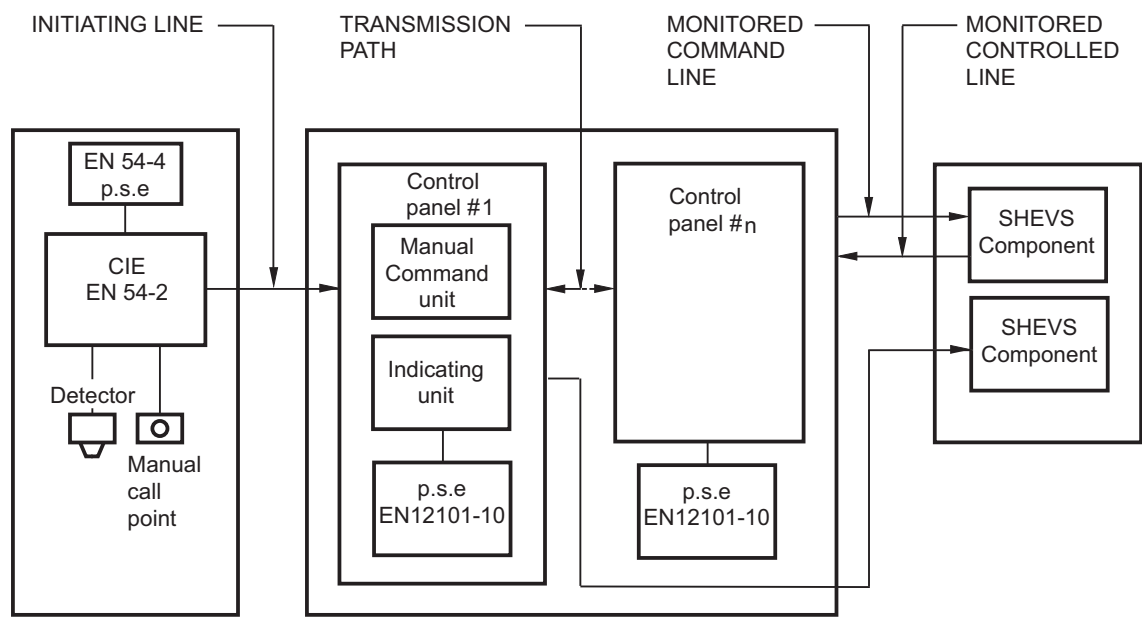 INITIATING LINE
TRANSMISSION
PATH
MONITORED
COMMAND
LINE
MONITORED
CONTROLLED
LINE
EN 54-4
p.s.e
CIE
EN 54-2
Detector
Manual
call
point
Control
panel #1
Manual
Command
unit
Indicating
unit
p.s.e
EN12101-10
Control
panel #n
p.s.e
EN12101-10
SHEVS
Component
SHEVS
Component